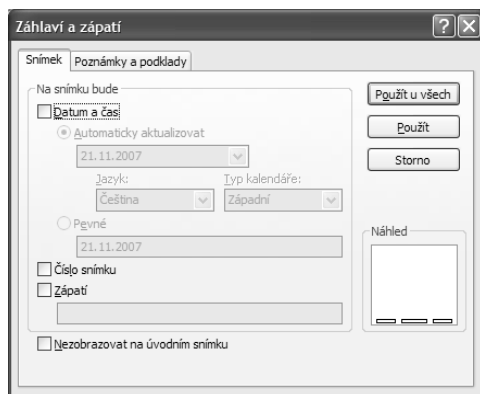 Záhlaví a zápatí
Snímek Poznámky a podklady
Na snímku bude
Datum a čas
Automaticky aktualizovat
21.11.2007
Jazyk: Typ kalendáře:
Čeština Západní
Pevné
21.11.2007
Číslo snímku
Zápatí
Nezobrazovat na úvodním snímku
Použít u všech
Použít
Storno
Náhled